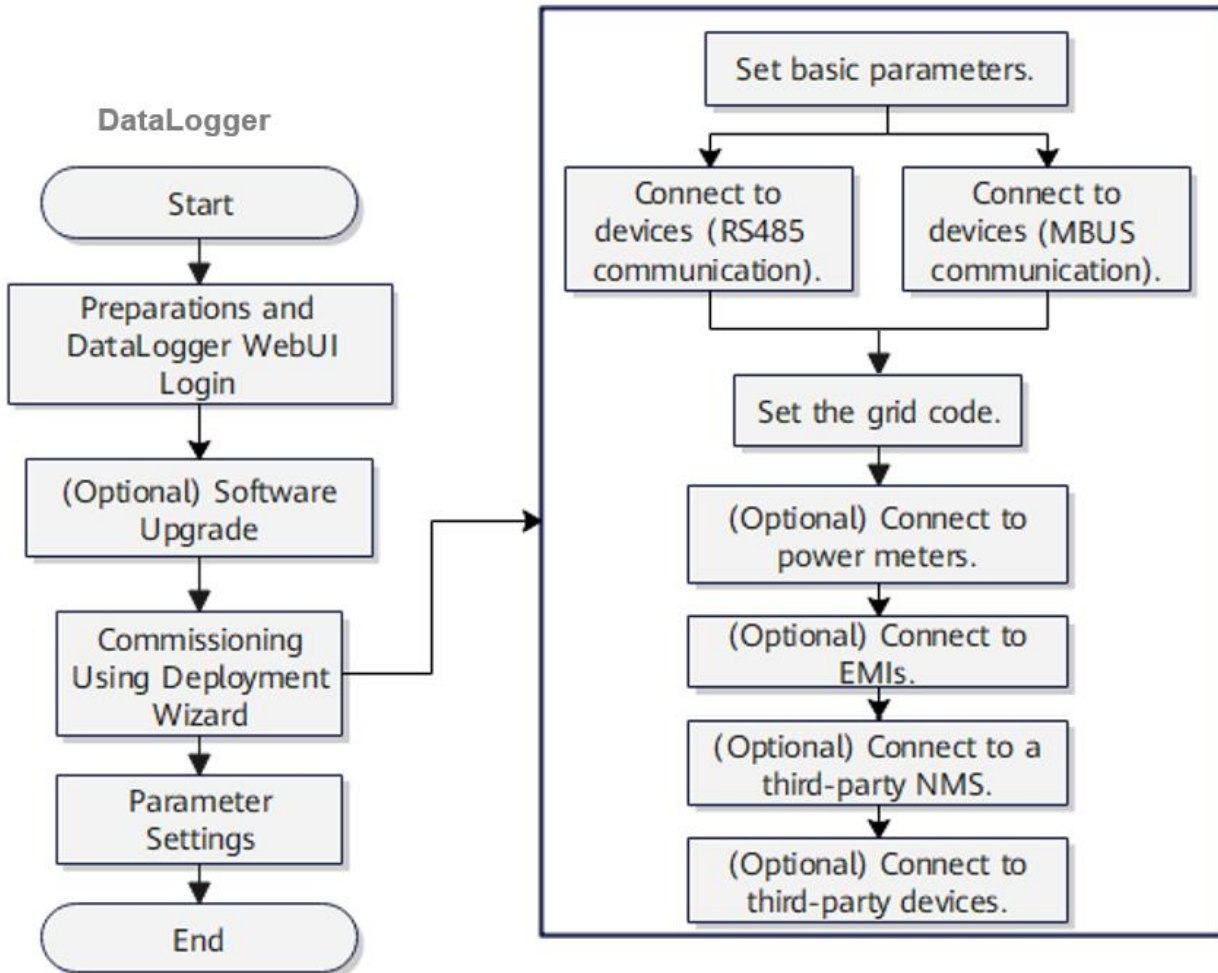 DataLogger
Start
Preparations and
DataLogger WebUI
Login
(Optional) Software
Upgrade
Commissioning
Using Deployment
Wizard
Parameter
Settings
End
Set basic parameters.
Connect to
devices (RS485
communication).
Connect to
devices (MBUS
communication).
Set the grid code.
(Optional) Connect to
power meters.
(Optional) Connect to
EMIs.
(Optional) Connect to a
third-party NMS.
(Optional) Connect to
third-party devices.